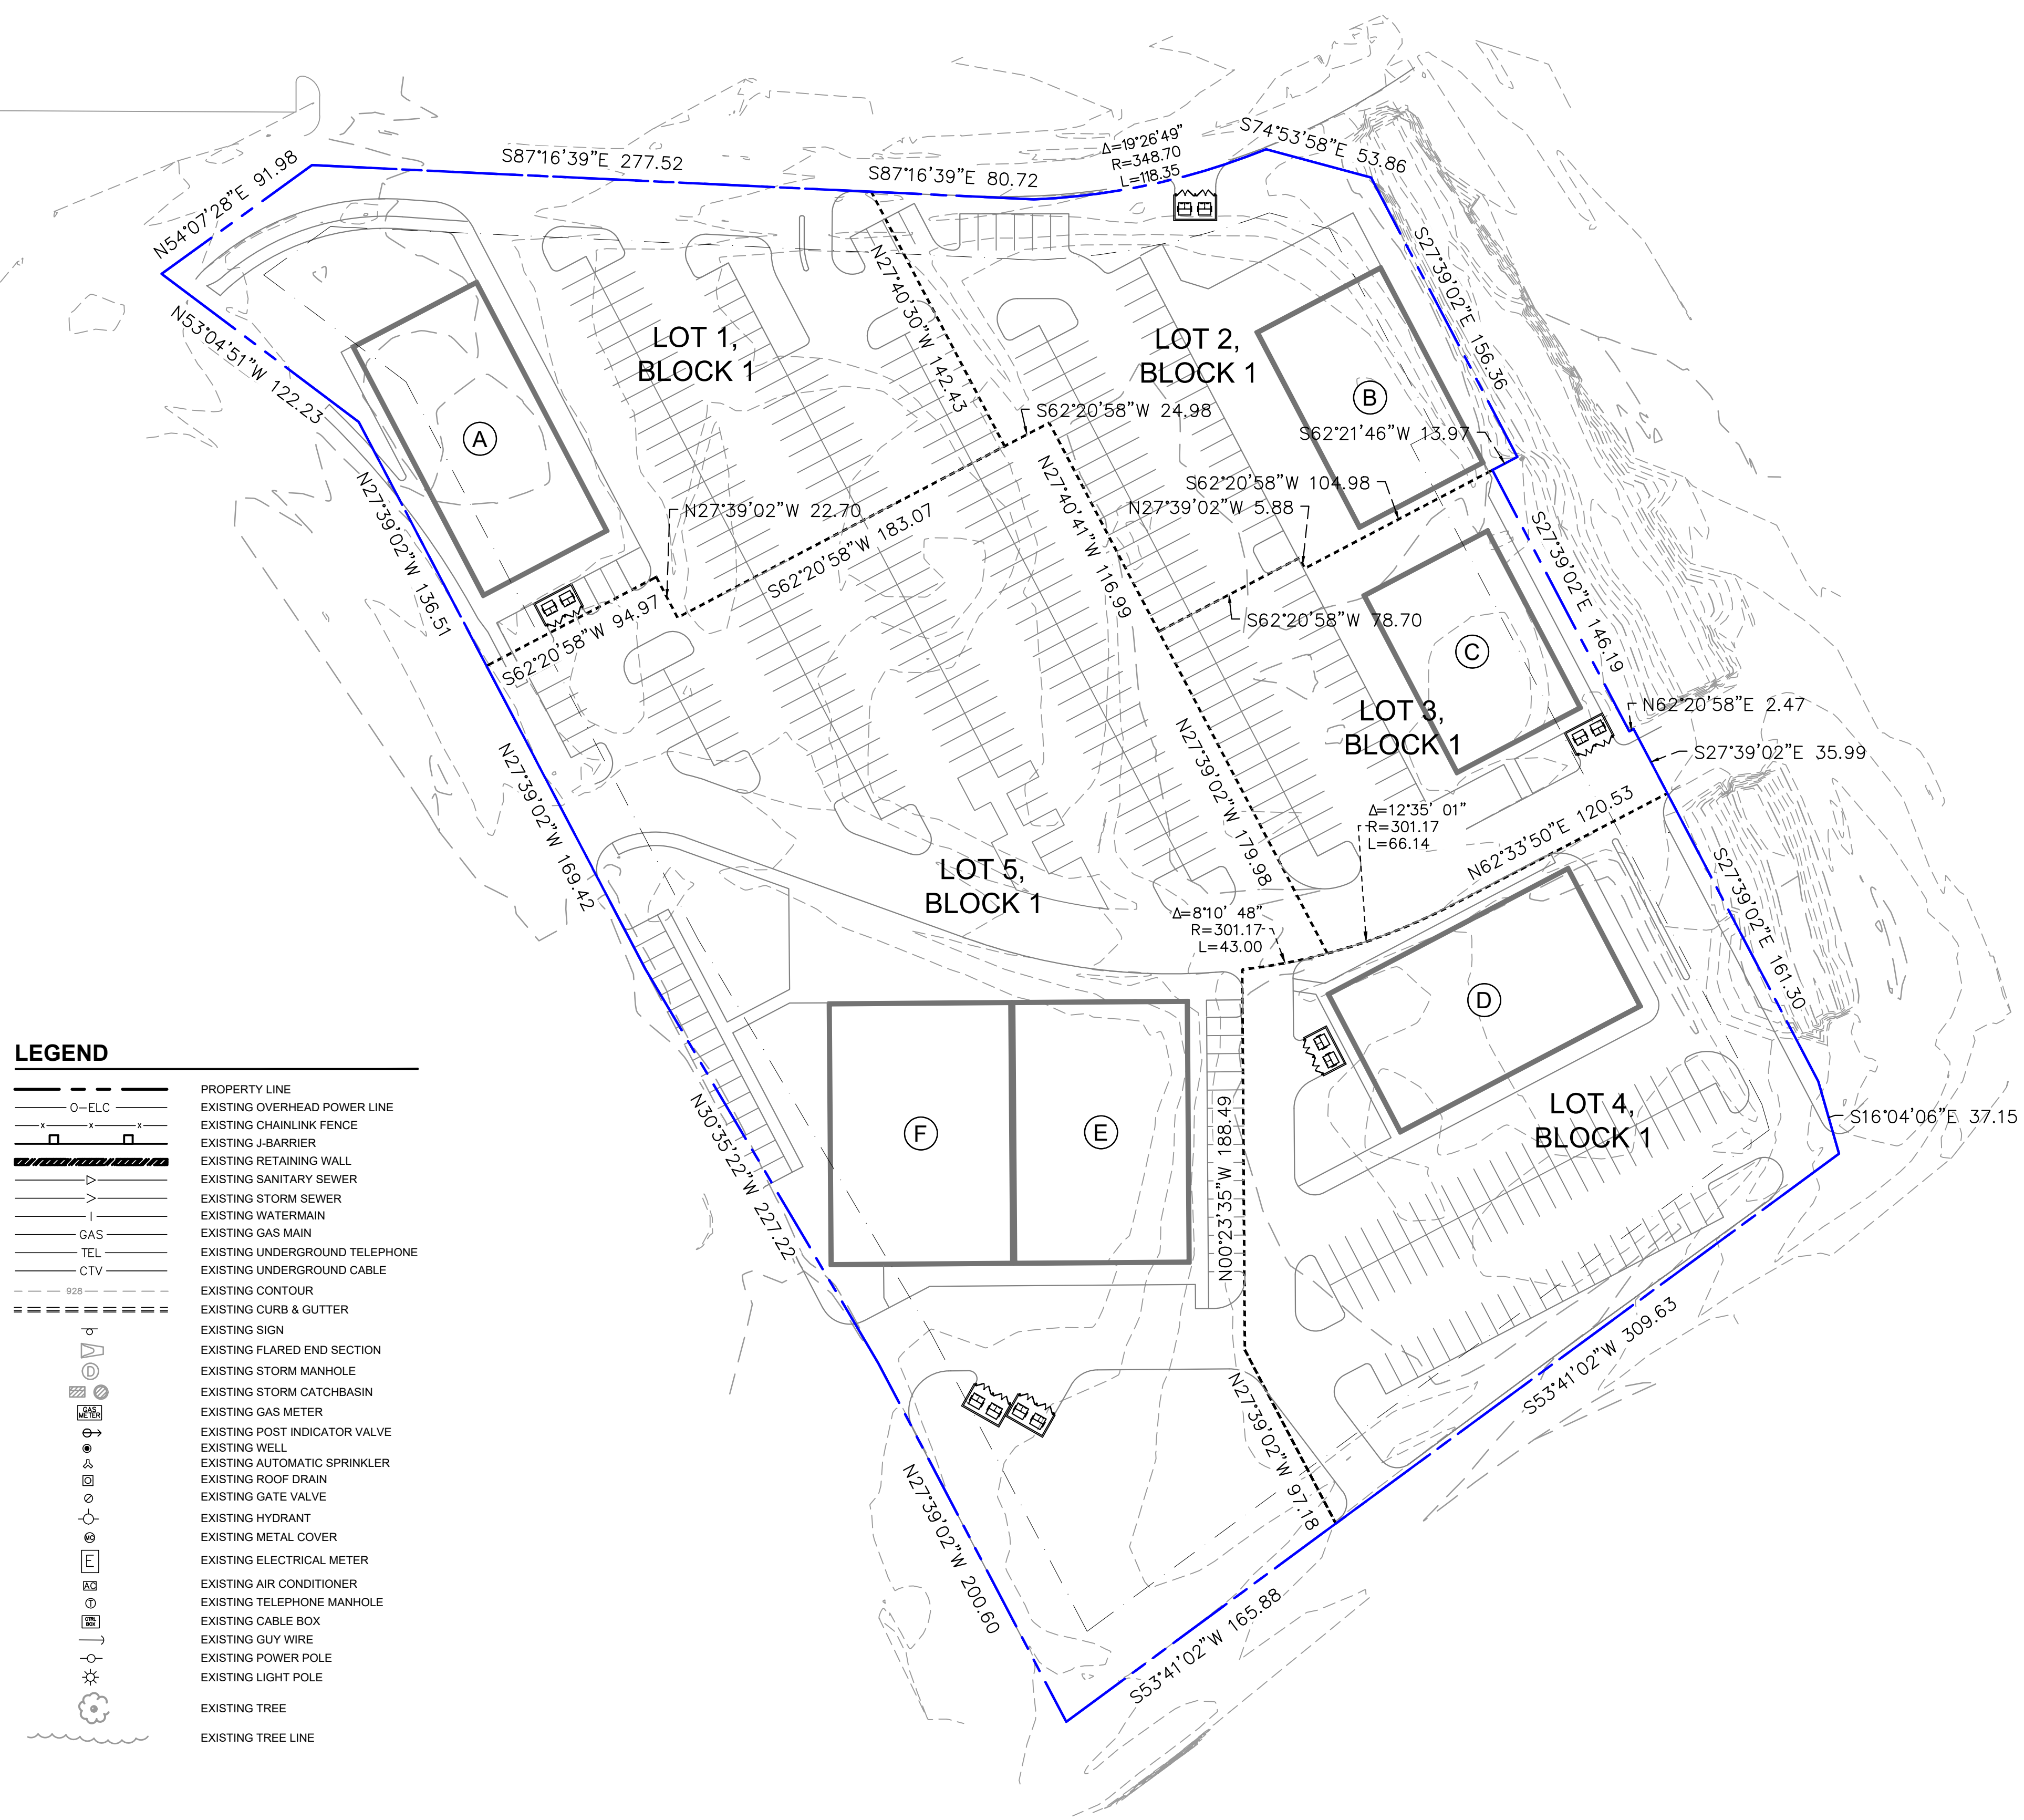 S87°16'39"E 277.52
N54°07'28"E 91.98
S87°16'39"E 80.72
Δ=19°26'49"
R=348.70
L=118.35
S74°53'58"E 53.86
N53°04'51"W 122.23
S27°39'02"E 156.36
N27°40'30"W 142.43
LOT 1,
BLOCK 1
LOT 2,
BLOCK 1
A
B
S62°20'58"W 24.98
S62°21'46"W 13.97
S62°20'58"W 104.98
N27°39'02"W 5.88
N27°39'02"W 22.70
S62°20'58"W 183.07
N27°40'41"W 116.99
N27°39'02"W 136.51
S62°20'58"W 94.97
S62°20'58"W 78.70
S27°39'02"E 146.19
C
LOT 3,
BLOCK 1
N62°20'58"E 2.47
S27°39'02"E 35.99
N27°39'02"W 169.42
N27°39'02"W 179.98
Δ=12°35' 01"
R=301.17
L=66.14
N62°33'50"E 120.53
LOT 5,
BLOCK 1
Δ=8°10' 48"
R=301.17
L=43.00
S27°39'02"E 161.30
D
F
E
LOT 4,
BLOCK 1
S16°04'06"E 37.15
N30°35'22"W 227.22
N00°23'35"W 188.49
S53°41'02"W 309.63
N27°39'02"W 97.18
N27°39'02"W 200.60
S53°41'02"W 165.88
LEGEND
PROPERTY LINE
O-ELC EXISTING OVERHEAD POWER LINE
x x x EXISTING CHAINLINK FENCE
EXISTING J-BARRIER
EXISTING RETAINING WALL
EXISTING SANITARY SEWER
EXISTING STORM SEWER
I EXISTING WATERMAIN
GAS EXISTING GAS MAIN
TEL EXISTING UNDERGROUND TELEPHONE
CTV EXISTING UNDERGROUND CABLE
928 EXISTING CONTOUR
EXISTING CURB & GUTTER
EXISTING SIGN
EXISTING FLARED END SECTION
D EXISTING STORM MANHOLE
EXISTING STORM CATCHBASIN
GAS METER EXISTING GAS METER
EXISTING POST INDICATOR VALVE
EXISTING WELL
EXISTING AUTOMATIC SPRINKLER
EXISTING ROOF DRAIN
EXISTING GATE VALVE
EXISTING HYDRANT
MC EXISTING METAL COVER
E EXISTING ELECTRICAL METER
AC EXISTING AIR CONDITIONER
T EXISTING TELEPHONE MANHOLE
CTRL BOX EXISTING CABLE BOX
EXISTING GUY WIRE
EXISTING POWER POLE
EXISTING LIGHT POLE
EXISTING TREE
EXISTING TREE LINE